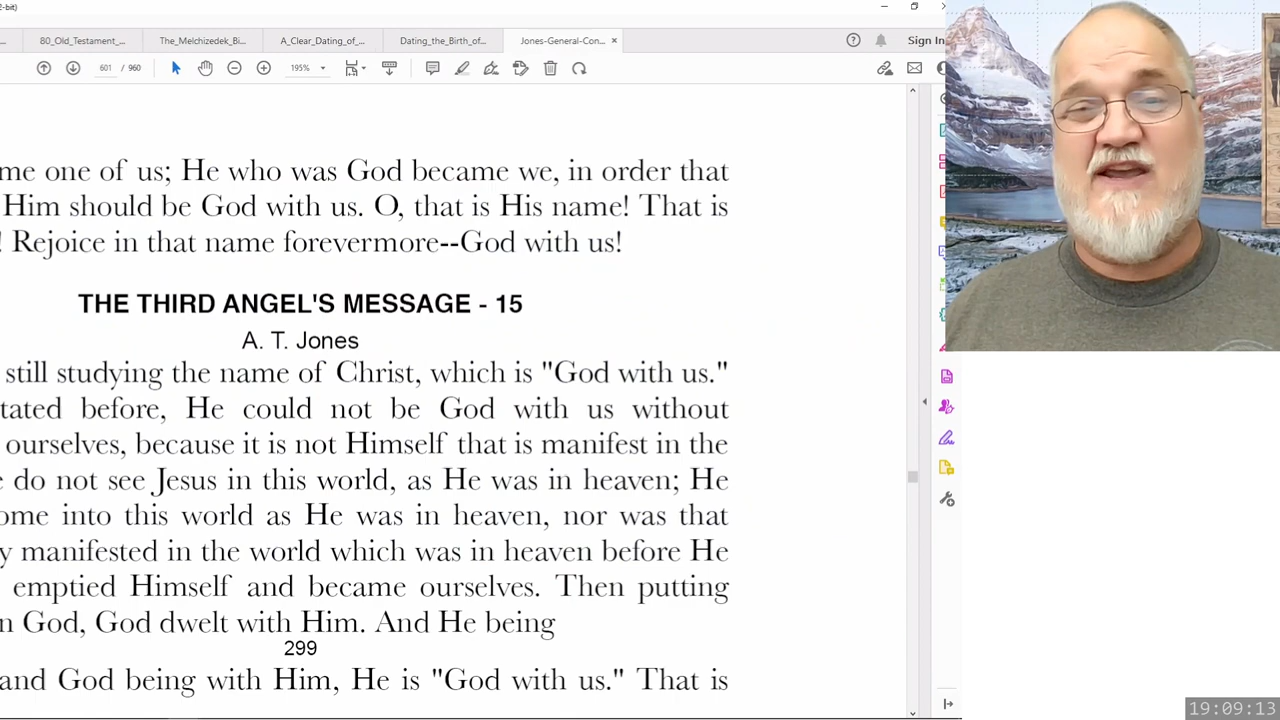 -bit)
80_Old_Testament_...
The_Melchizedek_Bl...
A_Clear_Dating_of_...
Dating_the_Birth_of...
Jones-General-Con...
Sign In
601 / 960
195%
me one of us; He who was God became we, in order that
Him should be God with us. O, that is His name! That is
! Rejoice in that name forevermore--God with us!
THE THIRD ANGEL'S MESSAGE - 15
A. T. Jones
still studying the name of Christ, which is "God with us."
tated before, He could not be God with us without
ourselves, because it is not Himself that is manifest in the
e do not see Jesus in this world, as He was in heaven; He
ome into this world as He was in heaven, nor was that
y manifested in the world which was in heaven before He
emptied Himself and became ourselves. Then putting
n God, God dwelt with Him. And He being
299
and God being with Him, He is "God with us." That is
19:09:13